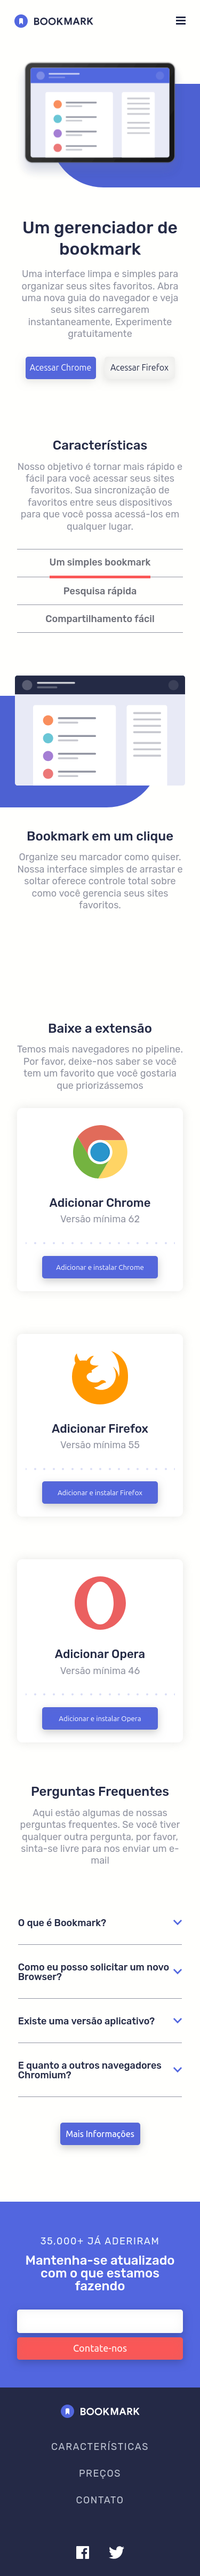 BOOKMARK
Um gerenciador de
bookmark
Uma interface limpa e simples para
organizar seus sites favoritos. Abra
uma nova guia do navegador e veja
seus sites carregarem
instantaneamente, Experimente
gratuitamente
Acessar Chrome
Acessar Firefox
Características
Nosso objetivo é tornar mais rápido e
fácil para você acessar seus sites
favoritos. Sua sincronização de
favoritos entre seus dispositivos
para que você possa acessá-los em
qualquer lugar.
Um simples bookmark
Pesquisa rápida
Compartilhamento fácil
Bookmark em um clique
Organize seu marcador como quiser.
Nossa interface simples de arrastar e
soltar oferece controle total sobre
como você gerencia seus sites
favoritos.
Baixe a extensão
Temos mais navegadores no pipeline.
Por favor, deixe-nos saber se você
tem um favorito que você gostaria
que priorizássemos
Adicionar Chrome
Versão mínima 62
Adicionar e instalar Chrome
Adicionar Firefox
Versão mínima 55
Adicionar e instalar Firefox
Adicionar Opera
Versão mínima 46
Adicionar e instalar Opera
Perguntas Frequentes
Aqui estão algumas de nossas
perguntas frequentes. Se você tiver
qualquer outra pergunta, por favor,
sinta-se livre para nos enviar um e-
mail
O que é Bookmark?
Como eu posso solicitar um novo
Browser?
Existe uma versão aplicativo?
E quanto a outros navegadores
Chromium?
Mais Informações
35,000+ JÁ ADERIRAM
Mantenha-se atualizado
com o que estamos
fazendo
Contate-nos
BOOKMARK
CARACTERÍSTICAS
PREÇOS
CONTATO